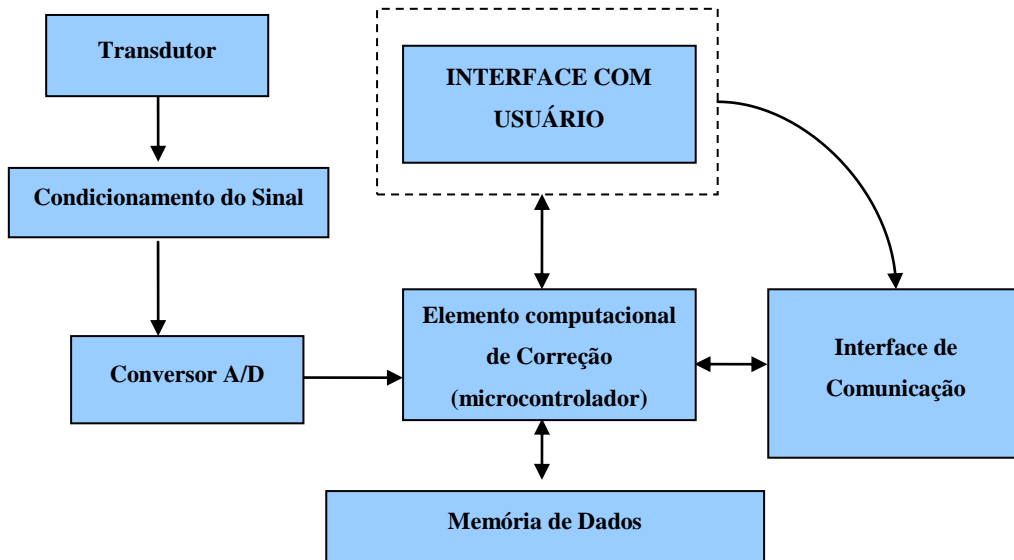 Transdutor
INTERFACE COM
USUÁRIO
Condicionamento do Sinal
Conversor A/D
Elemento computacional
de Correção
(microcontrolador)
Interface de
Comunicação
Memória de Dados